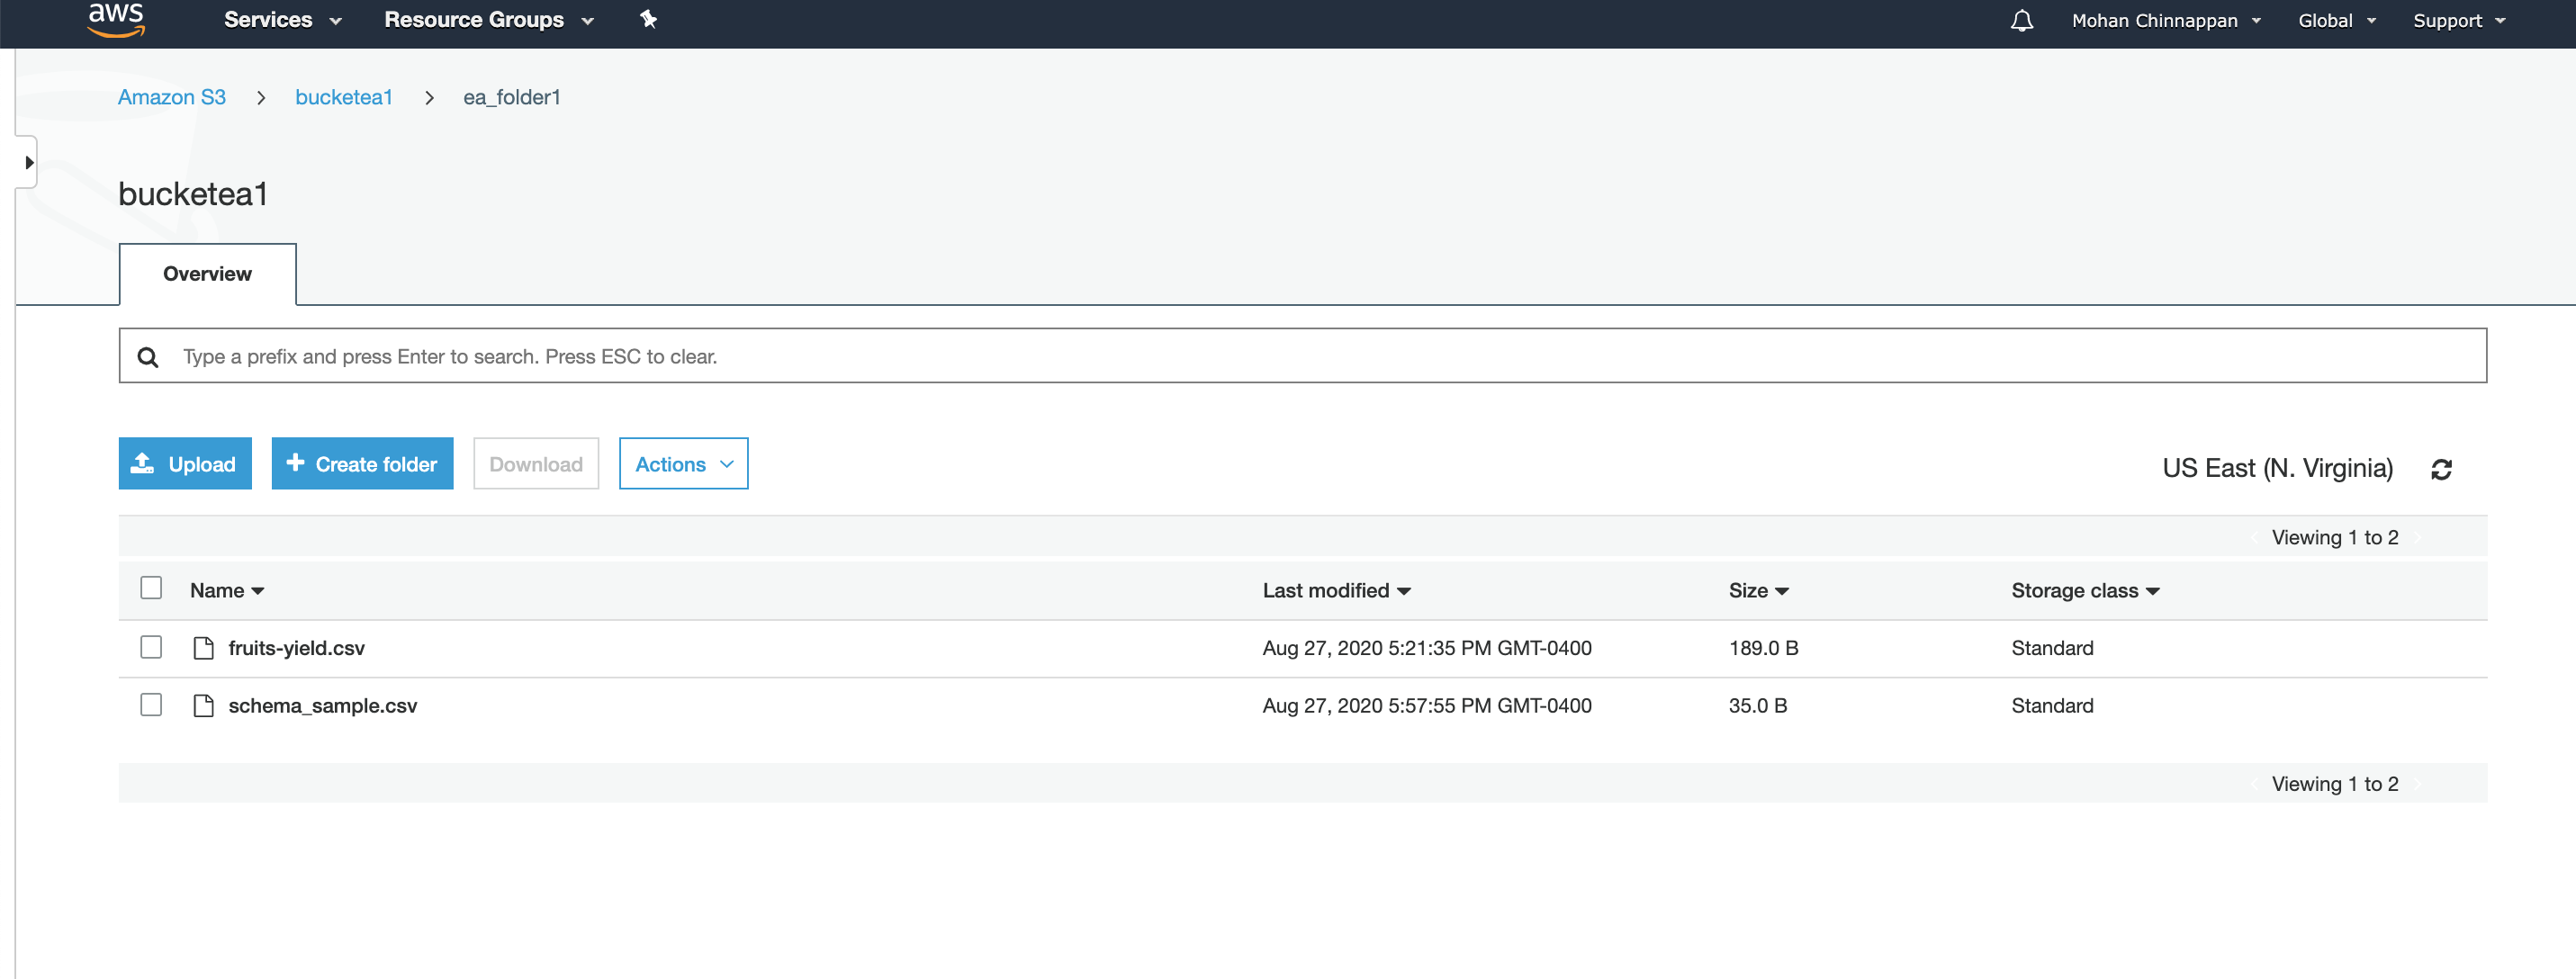 aws Services Resource Groups Mohan Chinnappan Global Support
Amazon S3 > bucketea1 > ea_folder1
bucketea1
Overview
Type a prefix and press Enter to search. Press ESC to clear.
Upload + Create folder Download Actions US East (N. Virginia)
Viewing 1 to 2
Name Last modified Size Storage class
fruits-yield.csv Aug 27, 2020 5:21:35 PM GMT-0400 189.0 B Standard
schema_sample.csv Aug 27, 2020 5:57:55 PM GMT-0400 35.0 B Standard
Viewing 1 to 2